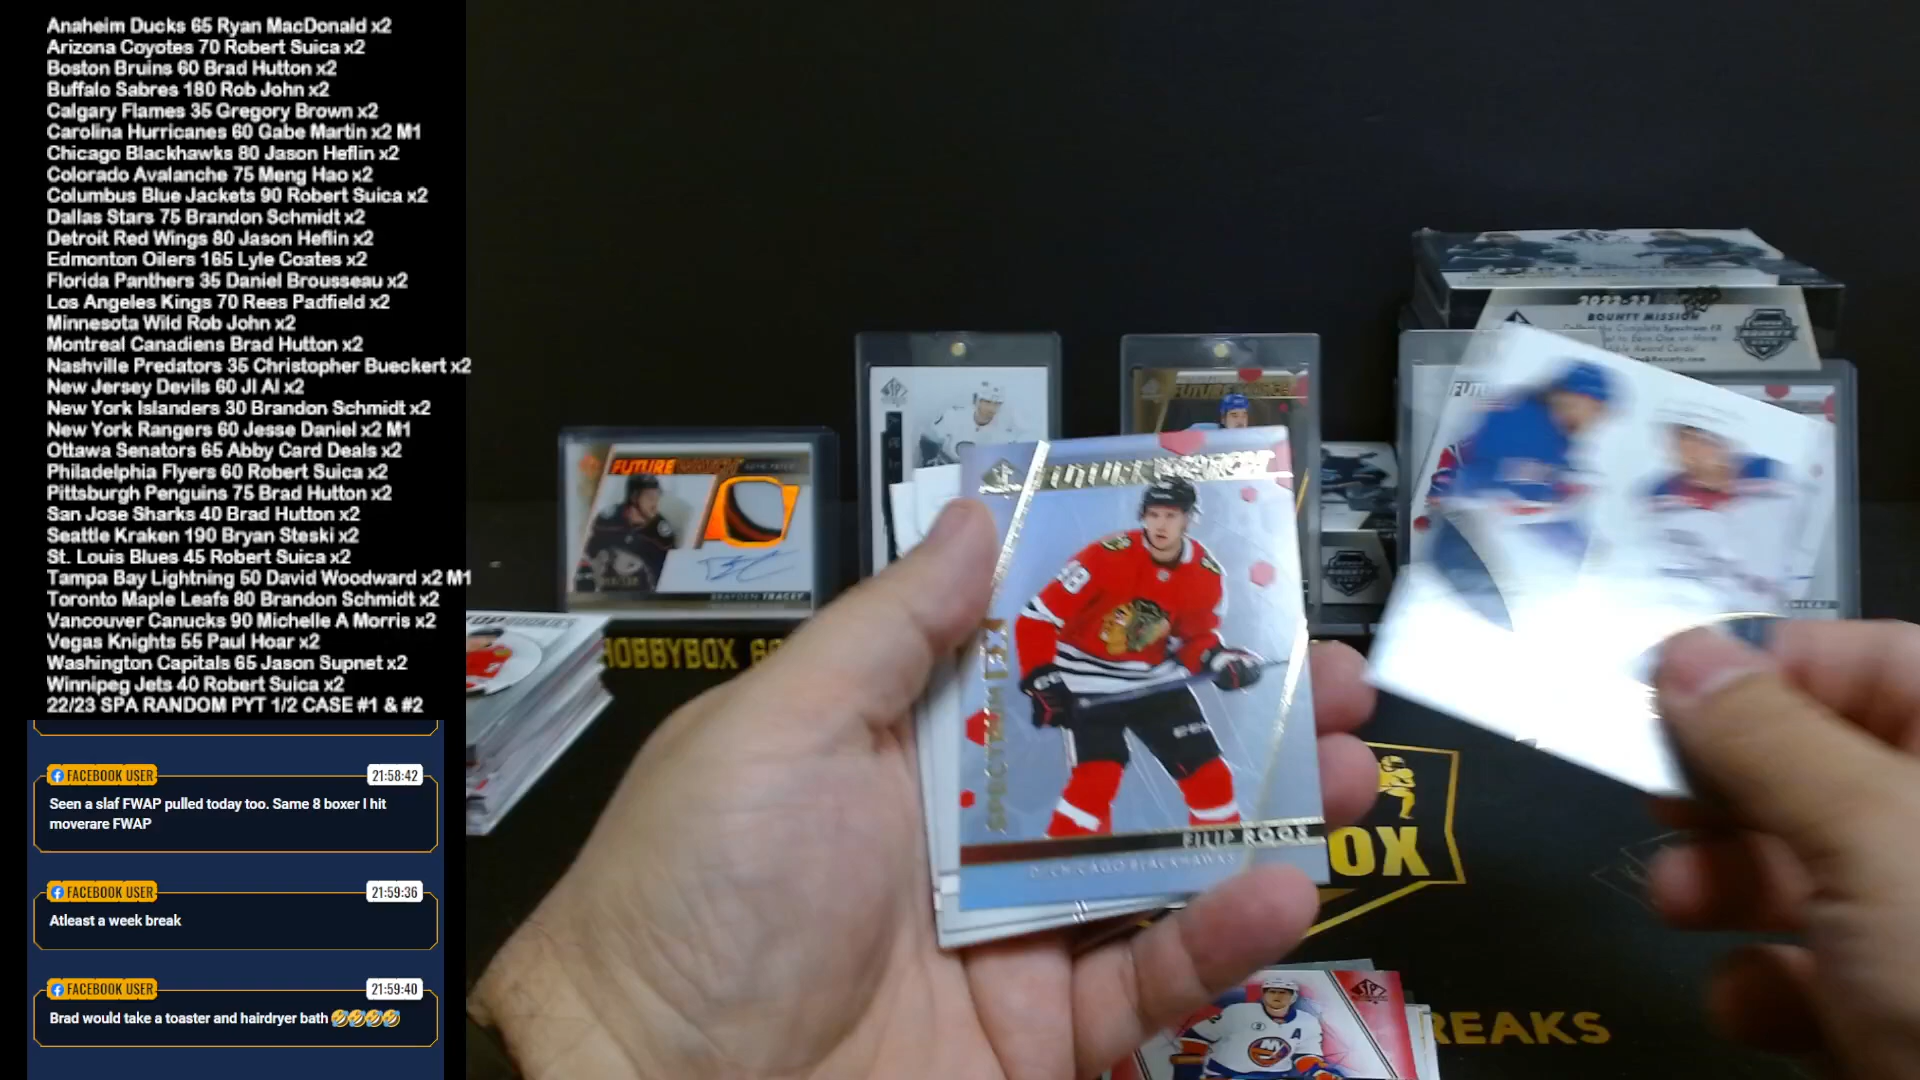 Anaheim Ducks 65 Ryan MacDonald x2
Arizona Coyotes 70 Robert Suica x2
Boston Bruins 60 Brad Hutton x2
Buffalo Sabres 180 Rob John x2
Calgary Flames 35 Gregory Brown x2
Carolina Hurricanes 60 Gabe Martin x2 M1
Chicago Blackhawks 80 Jason Heflin x2
Colorado Avalanche 75 Meng Hao x2
Columbus Blue Jackets 90 Robert Suica x2
Dallas Stars 75 Brandon Schmidt x2
Detroit Red Wings 80 Jason Heflin x2
Edmonton Oilers 165 Lyle Coates x2
Florida Panthers 35 Daniel Brousseau x2
Los Angeles Kings 70 Rees Padfield x2
Minnesota Wild Rob John x2
Montreal Canadiens Brad Hutton x2
Nashville Predators 35 Christopher Bueckert x2
New Jersey Devils 60 JI AI x2
New York Islanders 30 Brandon Schmidt x2
New York Rangers 60 Jesse Daniel x2 M1
Ottawa Senators 65 Abby Card Deals x2
Philadelphia Flyers 60 Robert Suica x2
Pittsburgh Penguins 75 Brad Hutton x2
San Jose Sharks 40 Brad Hutton x2
Seattle Kraken 190 Bryan Steski x2
St. Louis Blues 45 Robert Suica x2
Tampa Bay Lightning 50 David Woodward x2 M1
Toronto Maple Leafs 80 Brandon Schmidt x2
Vancouver Canucks 90 Michelle A Morris x2
Vegas Knights 55 Paul Hoar x2
Washington Capitals 65 Jason Supnet x2
Winnipeg Jets 40 Robert Suica x2
22/23 SPA RANDOM PYT 1/2 CASE #1 & #2
FACEBOOK USER 21:58:42
Seen a slaf FWAP pulled today too. Same 8 boxer I hit
moverare FWAP
FACEBOOK USER 21:59:36
Atleast a week break
FACEBOOK USER 21:59:40
Brad would take a toaster and hairdryer bath 🤣🤣🤣🤣
2022-23
BOUNTY MISSION
FUTURE WATCH
BRAYDEN TRACEY
FUTURE WATCH
FUTURE WATCH
SPECTRUM FX
FILIP ROOS
D | CHICAGO BLACKHAWKS
HOBBYBOX
OX
REAKS